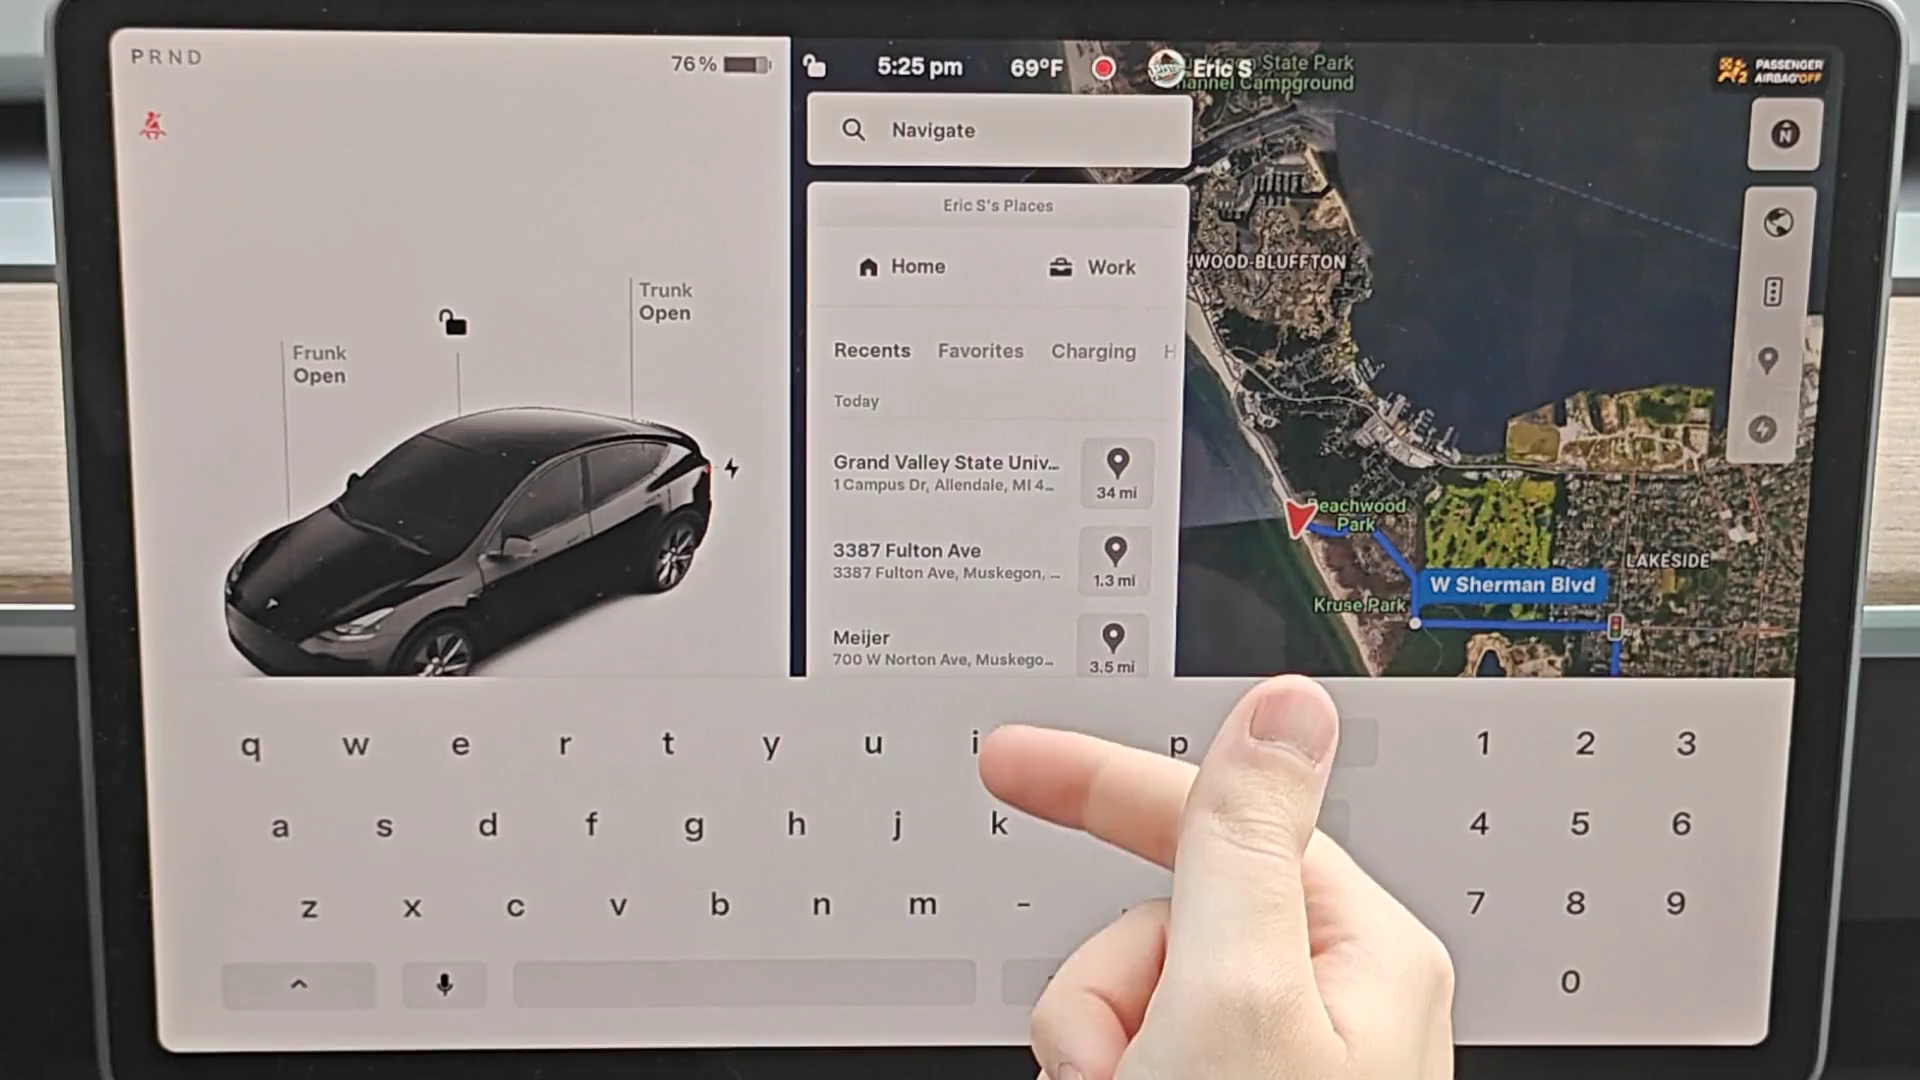 PRND
76%
5:25 pm
69°F
Eric S
State Park
hannel Campground
PASSENGER
AIRBAG OFF
N
Navigate
Eric S's Places
Home
Work
Trunk
Open
Frunk
Open
Recents
Favorites
Charging
H
Today
Grand Valley State Univ...
1 Campus Dr, Allendale, MI 4...
34 mi
3387 Fulton Ave
3387 Fulton Ave, Muskegon, ...
1.3 mi
Meijer
700 W Norton Ave, Muskego...
3.5 mi
WOOD-BLUFFTON
Beachwood
Park
W Sherman Blvd
LAKESIDE
Kruse Park
q w e r t y u i p 1 2 3
a s d f g h j k 4 5 6
z x c v b n m - 7 8 9
0